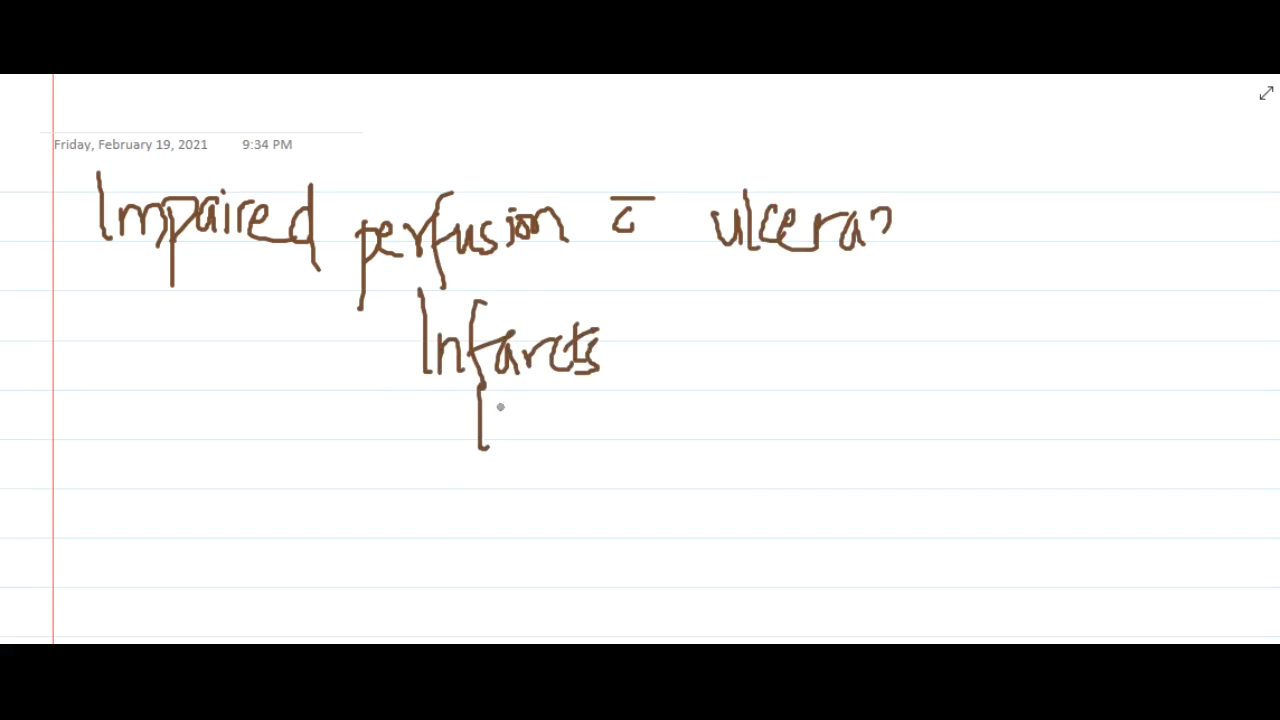 Friday, February 19, 2021 9:34 PM
Impaired perfusion c̄ ulcera
Infarcts